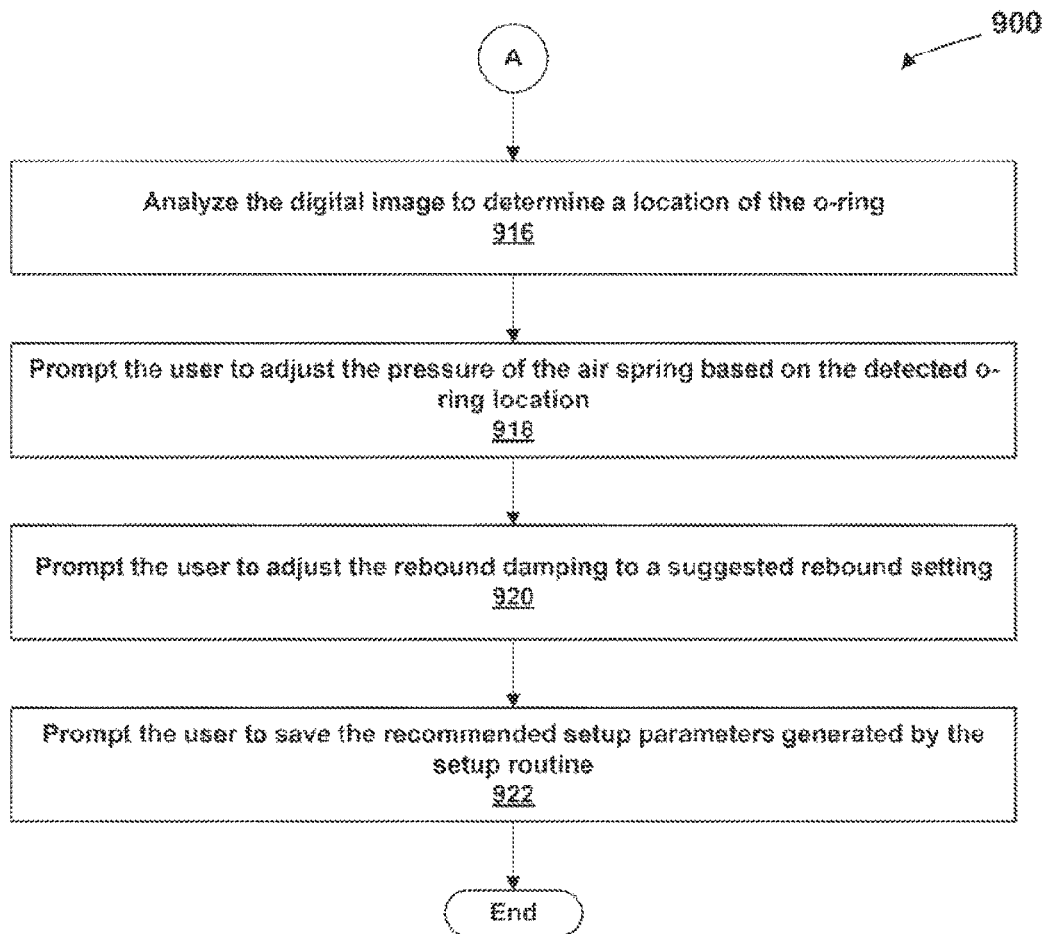 900
A
Analyze the digital image to determine a location of the o-ring
916
Prompt the user to adjust the pressure of the air spring based on the detected o-
ring location
918
Prompt the user to adjust the rebound damping to a suggested rebound setting
920
Prompt the user to save the recommended setup parameters generated by the
setup routine
922
End